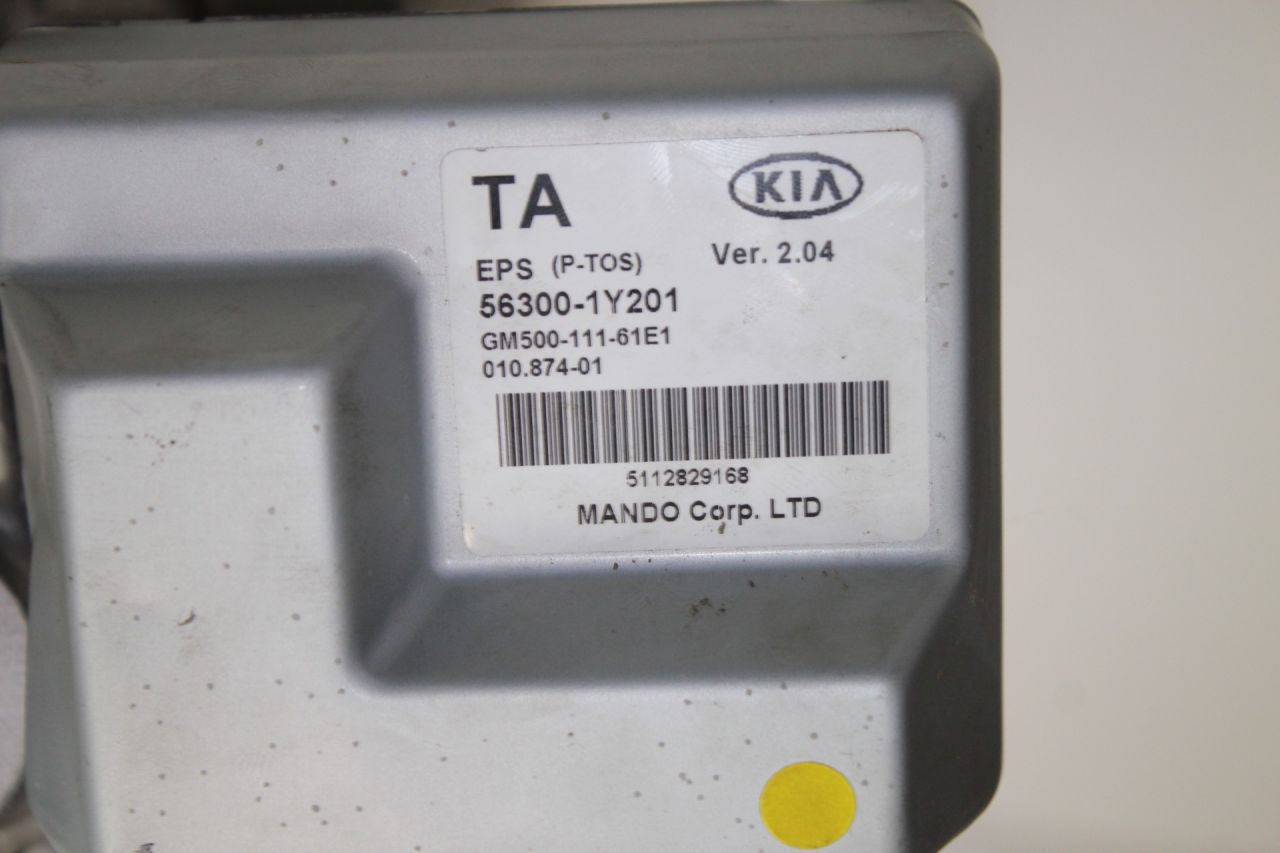 TA
KIA
EPS (P-TOS)
Ver. 2.04
56300-1Y201
GM500-111-61E1
010.874-01
5112829168
MANDO Corp. LTD